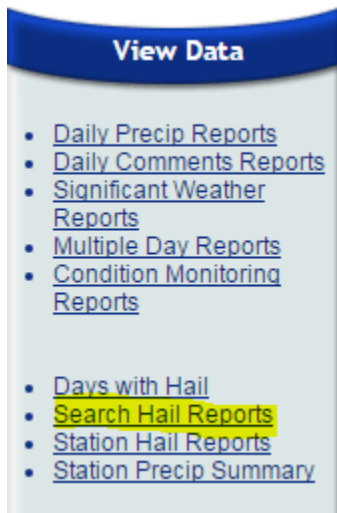 View Data
Daily Precip Reports
Daily Comments Reports
Significant Weather
Reports
Multiple Day Reports
Condition Monitoring
Reports
Days with Hail
Search Hail Reports
Station Hail Reports
Station Precip Summary